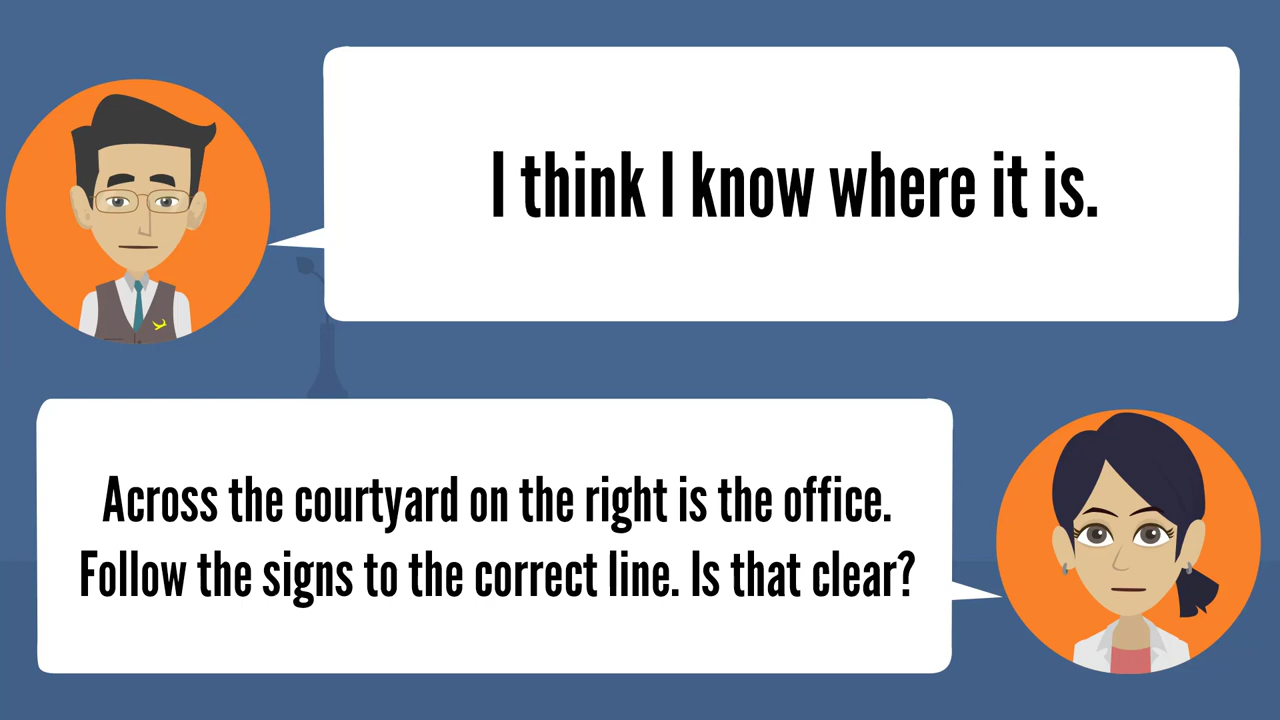 I think I know where it is.
Across the courtyard on the right is the office.
Follow the signs to the correct line. Is that clear?